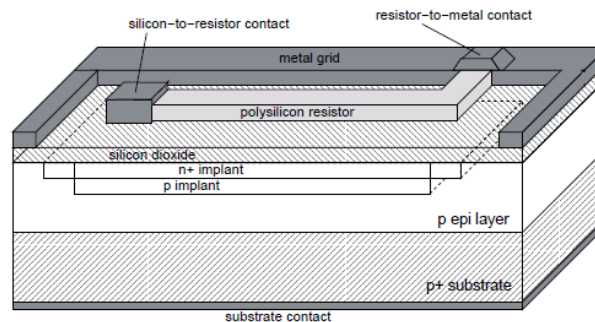 silicon-to-resistor contact
resistor-to-metal contact
metal grid
polysilicon resistor
silicon dioxide
n+ implant
p implant
p epi layer
p+ substrate
substrate contact